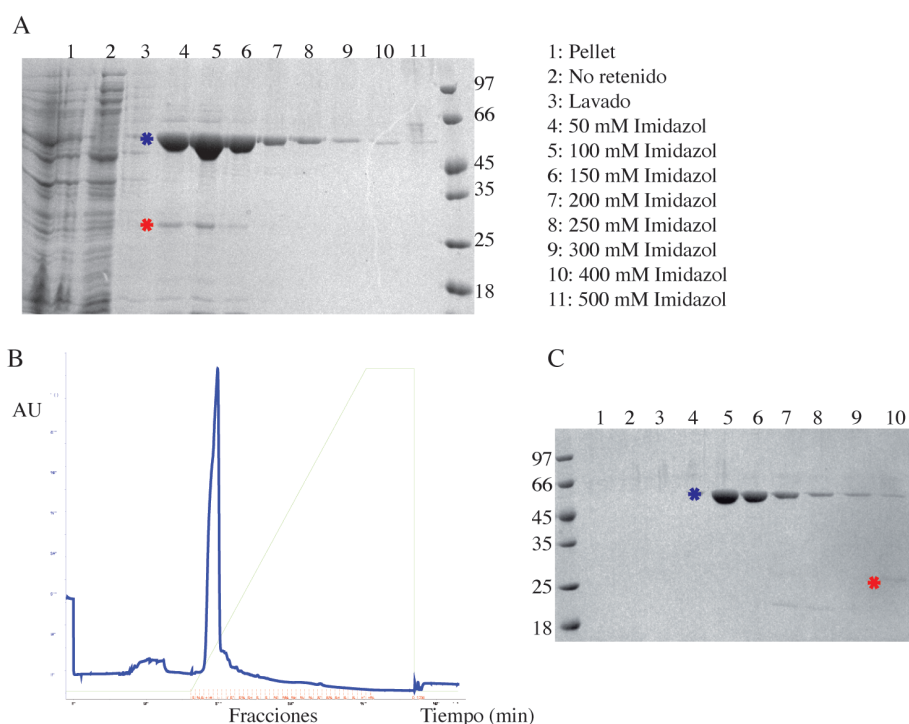 A
1 2 3 4 5 6 7 8 9 10 11
97
66
45
35
25
18
1: Pellet
2: No retenido
3: Lavado
4: 50 mM Imidazol
5: 100 mM Imidazol
6: 150 mM Imidazol
7: 200 mM Imidazol
8: 250 mM Imidazol
9: 300 mM Imidazol
10: 400 mM Imidazol
11: 500 mM Imidazol
B
AU
Fracciones
Tiempo (min)
C
1 2 3 4 5 6 7 8 9 10
97
66
45
35
25
18